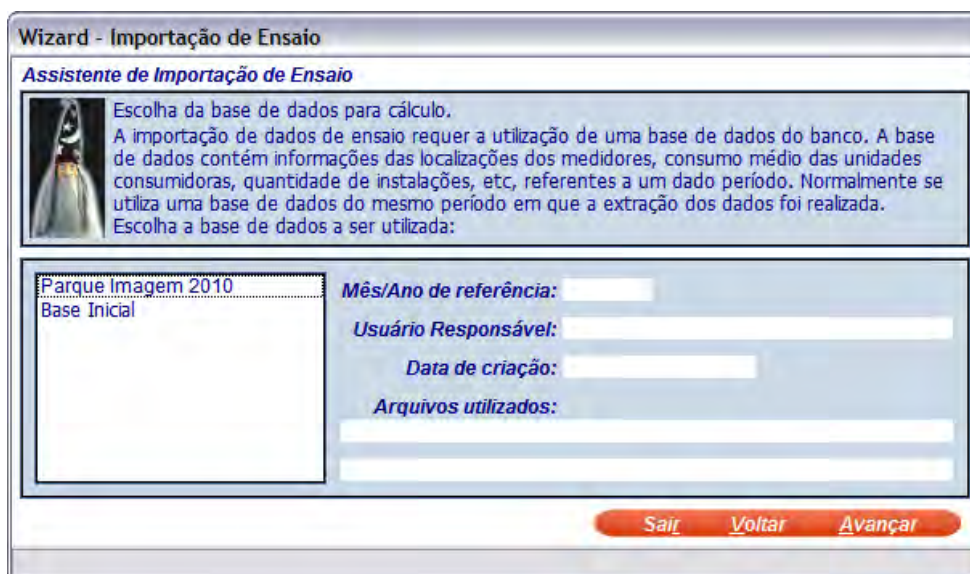 Wizard - Importação de Ensaio
Assistente de Importação de Ensaio
Escolha da base de dados para cálculo.
A importação de dados de ensaio requer a utilização de uma base de dados do banco. A base
de dados contém informações das localizações dos medidores, consumo médio das unidades
consumidoras, quantidade de instalações, etc, referentes a um dado período. Normalmente se
utiliza uma base de dados do mesmo período em que a extração dos dados foi realizada.
Escolha a base de dados a ser utilizada:
Parque Imagem 2010
Base Inicial
Mês/Ano de referência:
Usuário Responsável:
Data de criação:
Arquivos utilizados:
Sair Voltar Avançar